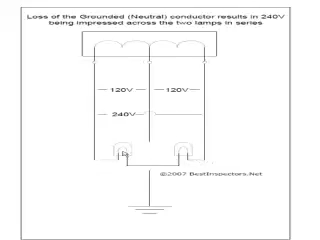 Loss of the Grounded (Neutral) conductor results in 240V
being impressed across the two lamps in series
120V 120V
240V
©2007 BestInspectors.Net